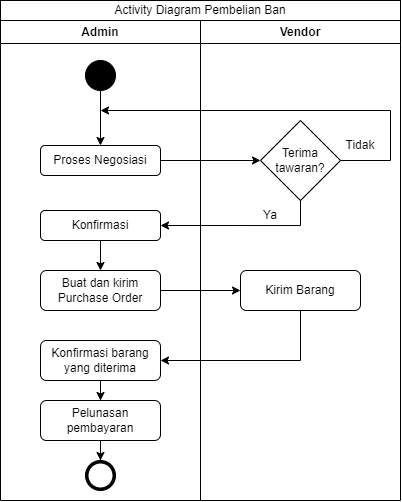 Activity Diagram Pembelian Ban
Admin
Vendor
Proses Negosiasi
Terima
tawaran?
Tidak
Ya
Konfirmasi
Buat dan kirim
Purchase Order
Kirim Barang
Konfirmasi barang
yang diterima
Pelunasan
pembayaran